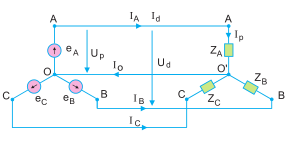 A I_A I_d A
e_A U_p Z_A I_p
O I_O U_d O'
C e_C e_B B I_B C Z_C Z_B B
I_C